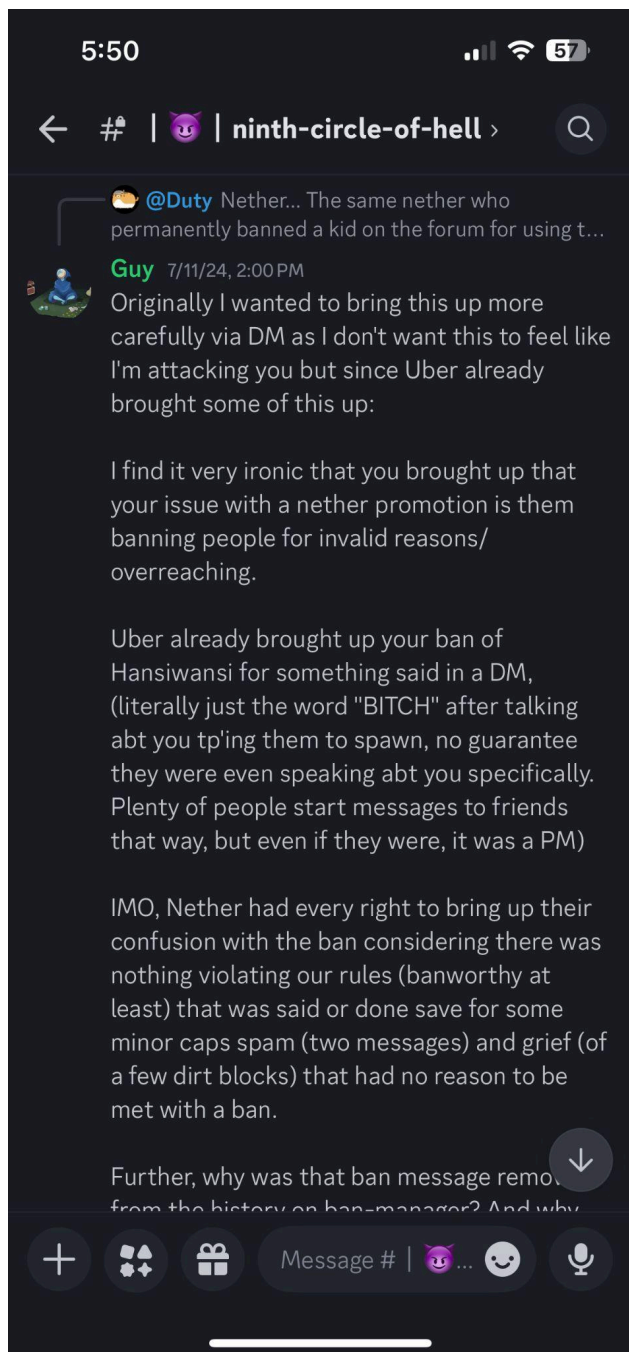 5:50
57
# | 😈 | ninth-circle-of-hell ›
@Duty Nether... The same nether who
permanently banned a kid on the forum for using t...
Guy 7/11/24, 2:00 PM
Originally I wanted to bring this up more
carefully via DM as I don't want this to feel like
I'm attacking you but since Uber already
brought some of this up:
I find it very ironic that you brought up that
your issue with a nether promotion is them
banning people for invalid reasons/
overreaching.
Uber already brought up your ban of
Hansiwansi for something said in a DM,
(literally just the word "BITCH" after talking
abt you tp'ing them to spawn, no guarantee
they were even speaking abt you specifically.
Plenty of people start messages to friends
that way, but even if they were, it was a PM)
IMO, Nether had every right to bring up their
confusion with the ban considering there was
nothing violating our rules (banworthy at
least) that was said or done save for some
minor caps spam (two messages) and grief (of
a few dirt blocks) that had no reason to be
met with a ban.
Further, why was that ban message remov
from the history on ban-manager? And why
Message # | 😈...